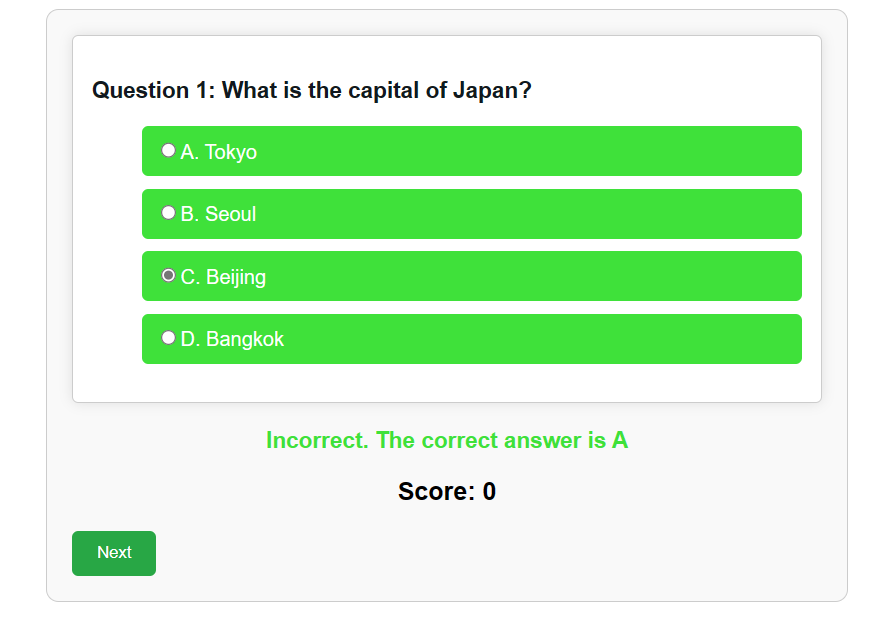 Question 1: What is the capital of Japan?
A. Tokyo
B. Seoul
C. Beijing
D. Bangkok
Incorrect. The correct answer is A
Score: 0
Next